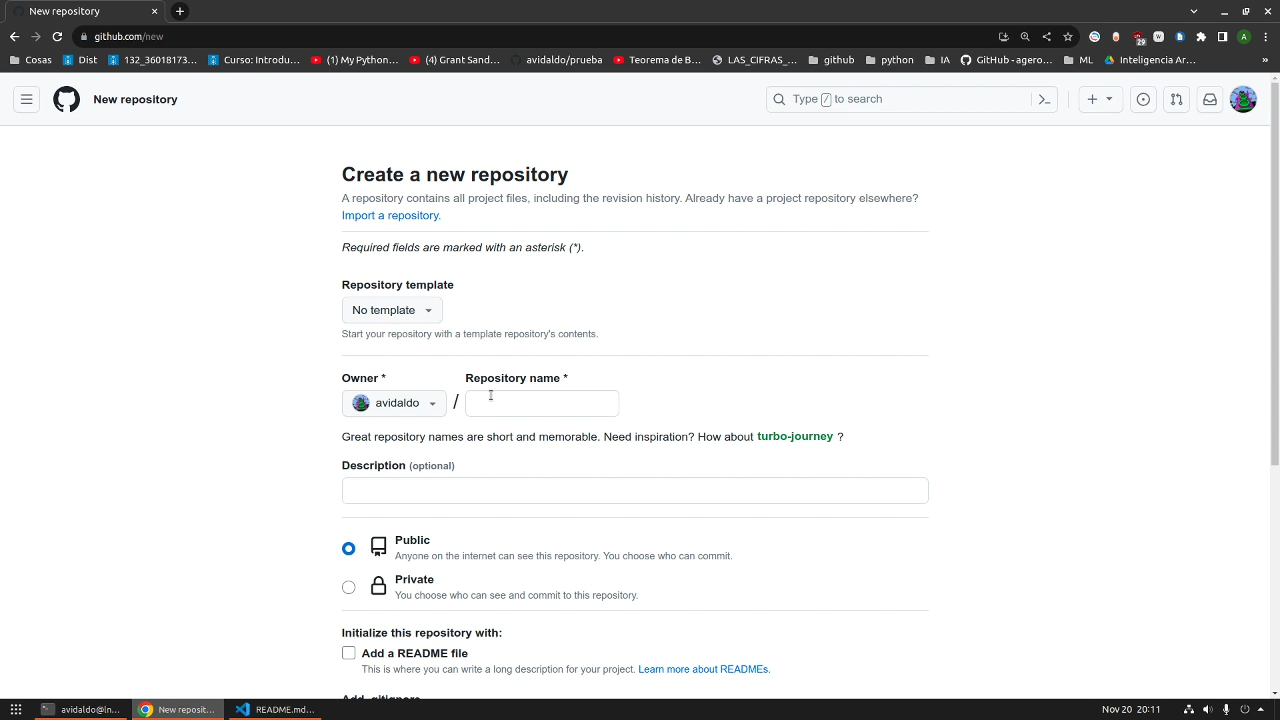 New repository
github.com/new
29
A
Cosas
Dist
132_36018173...
Curso: Introdu...
(1) My Python...
(4) Grant Sand...
avidaldo/prueba
Teorema de B...
LAS_CIFRAS_...
github
python
IA
GitHub - agero...
ML
Inteligencia Ar...
»
New repository
Type / to search
Create a new repository
A repository contains all project files, including the revision history. Already have a project repository elsewhere?
Import a repository.
Required fields are marked with an asterisk (*).
Repository template
No template
Start your repository with a template repository's contents.
Owner *
Repository name *
avidaldo
/
Great repository names are short and memorable. Need inspiration? How about turbo-journey ?
Description (optional)
Public
Anyone on the internet can see this repository. You choose who can commit.
Private
You choose who can see and commit to this repository.
Initialize this repository with:
Add a README file
This is where you can write a long description for your project. Learn more about READMEs.
Add .gitignore
avidaldo@In...
New reposit...
README.md...
Nov 20 20:11